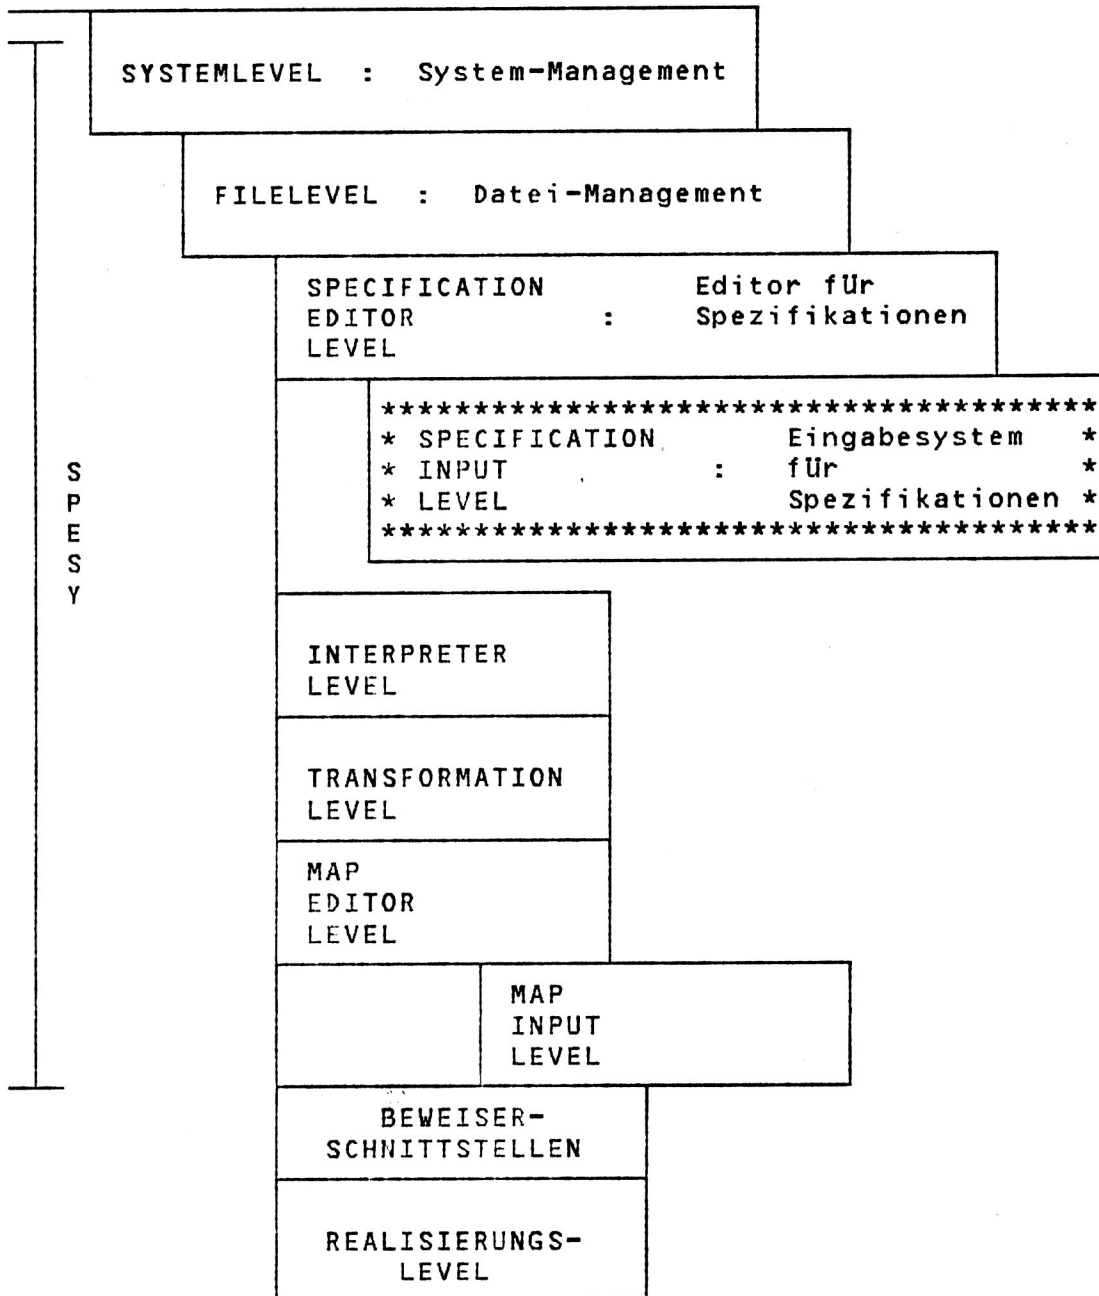 SYSTEMLEVEL : System-Management
FILELEVEL : Datei-Management
SPECIFICATION Editor für
EDITOR : Spezifikationen
LEVEL
****************************************
* SPECIFICATION Eingabesystem *
* INPUT : für *
* LEVEL Spezifikationen *
****************************************
S
P
E
S
Y
INTERPRETER
LEVEL
TRANSFORMATION
LEVEL
MAP
EDITOR
LEVEL
MAP
INPUT
LEVEL
BEWEISER-
SCHNITTSTELLEN
REALISIERUNGS-
LEVEL